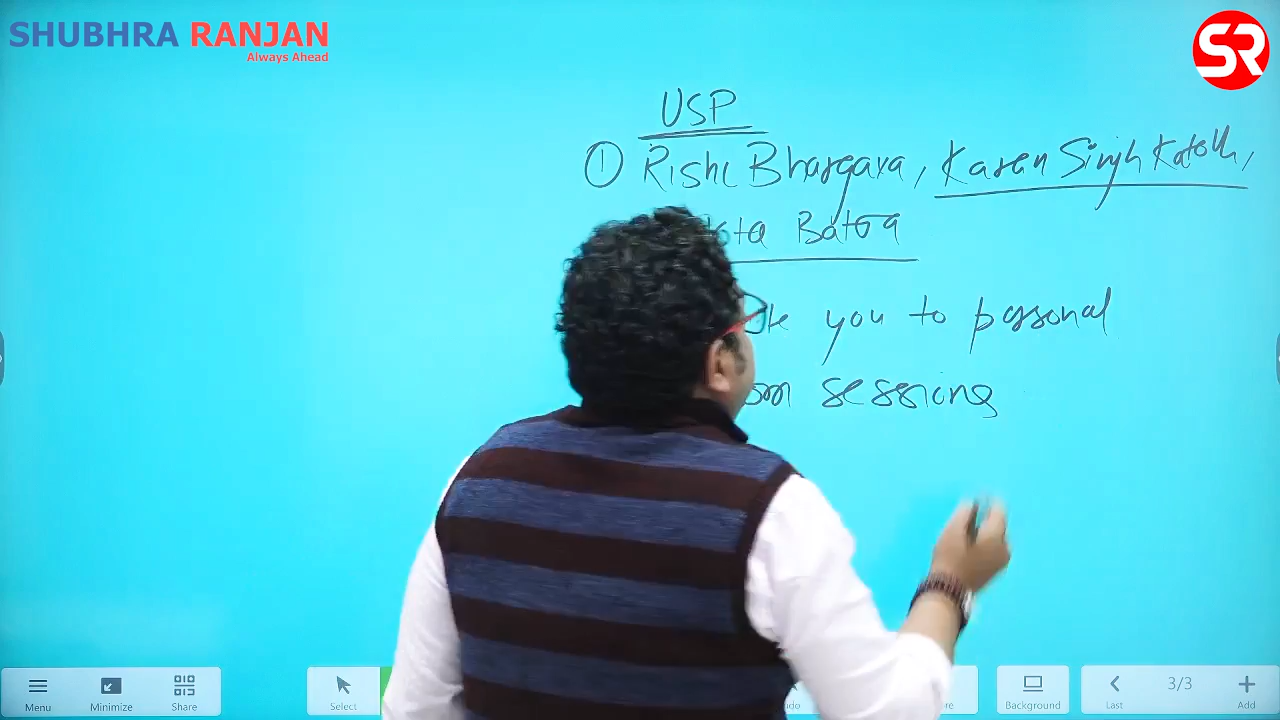 SHUBHRA RANJAN
Always Ahead
SR
USP
① Rishi Bhargava, Karan Singh
Batra
you to personal
sessions
Menu
Minimize
Share
Select
Background
Last
3/3
Add